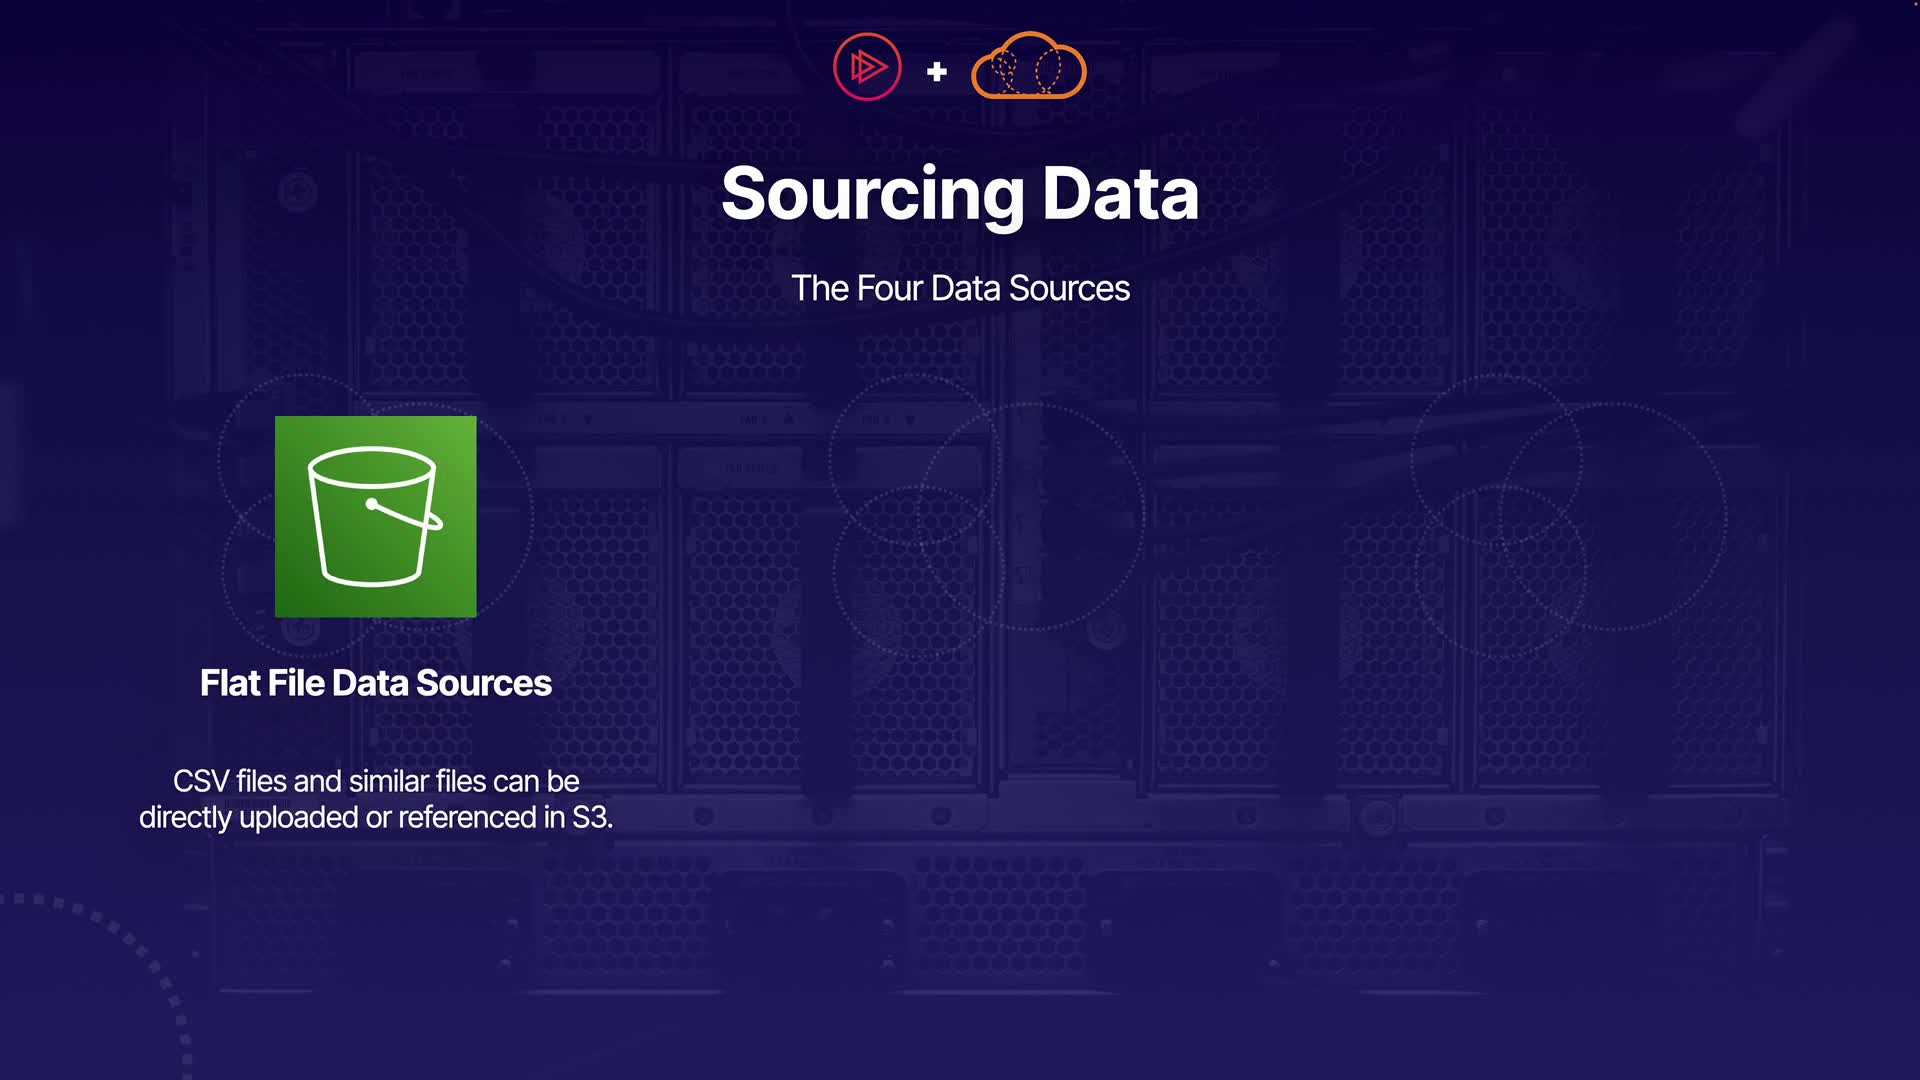 Sourcing Data
The Four Data Sources
Flat File Data Sources
CSV files and similar files can be
directly uploaded or referenced in S3.